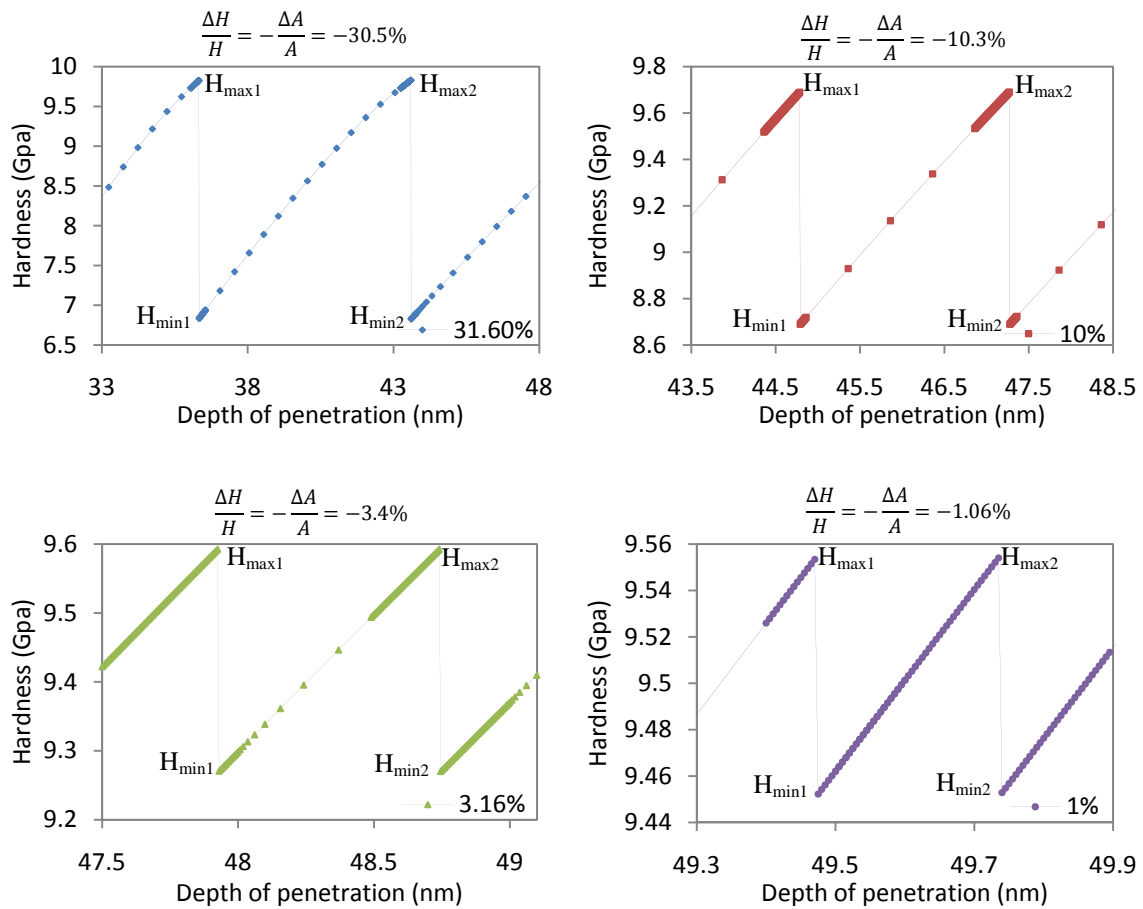 ΔH/H = −ΔA/A = −30.5%
Hardness (Gpa)
10
9.5
9
8.5
8
7.5
7
6.5
Hmax1
Hmax2
Hmin1
Hmin2
31.60%
33 38 43 48
Depth of penetration (nm)
ΔH/H = −ΔA/A = −10.3%
Hardness (Gpa)
9.8
9.6
9.4
9.2
9
8.8
8.6
Hmax1
Hmax2
Hmin1
Hmin2
10%
43.5 44.5 45.5 46.5 47.5 48.5
Depth of penetration (nm)
ΔH/H = −ΔA/A = −3.4%
Hardness (Gpa)
9.6
9.5
9.4
9.3
9.2
Hmax1
Hmax2
Hmin1
Hmin2
3.16%
47.5 48 48.5 49
Depth of penetration (nm)
ΔH/H = −ΔA/A = −1.06%
Hardness (Gpa)
9.56
9.54
9.52
9.5
9.48
9.46
9.44
Hmax1
Hmax2
Hmin1
Hmin2
1%
49.3 49.5 49.7 49.9
Depth of penetration (nm)